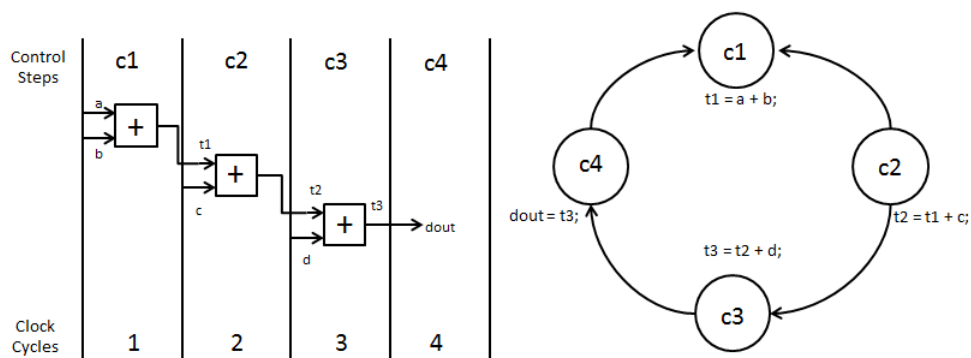 Control
Steps
c1
c2
c3
c4
a
+
b
t1
+
c
t2
+
d
t3
dout
Clock
Cycles
1
2
3
4
c1
t1 = a + b;
c4
c2
dout = t3;
t2 = t1 + c;
t3 = t2 + d;
c3